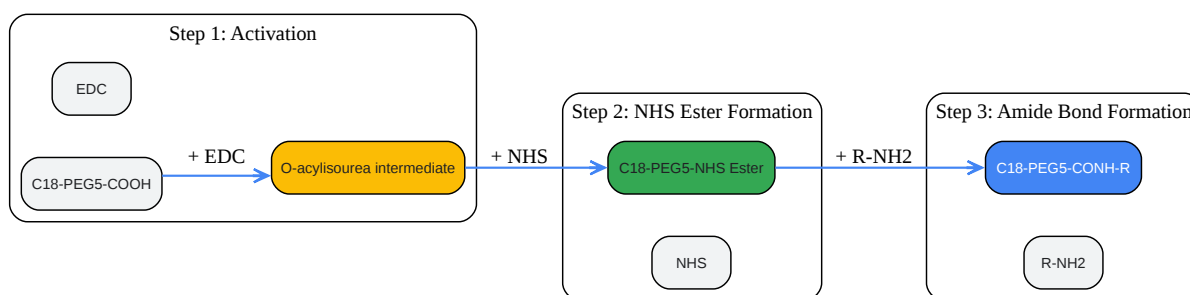 Step 1: Activation
EDC
C18-PEG5-COOH
+ EDC
O-acylisourea intermediate
+ NHS
Step 2: NHS Ester Formation
C18-PEG5-NHS Ester
NHS
+ R-NH2
Step 3: Amide Bond Formation
C18-PEG5-CONH-R
R-NH2